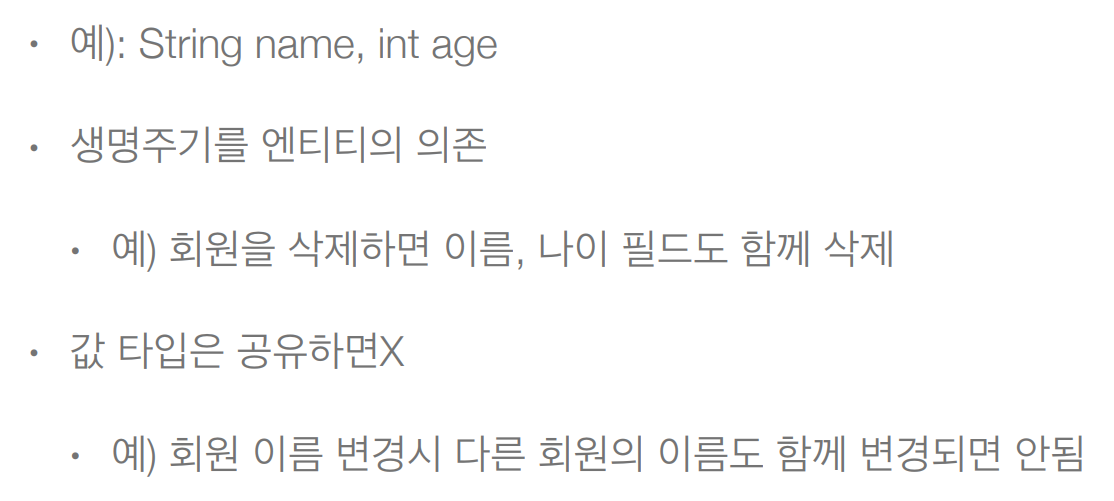 • 예): String name, int age
• 생명주기를 엔티티의 의존
• 예) 회원을 삭제하면 이름, 나이 필드도 함께 삭제
• 값 타입은 공유하면X
• 예) 회원 이름 변경시 다른 회원의 이름도 함께 변경되면 안됨